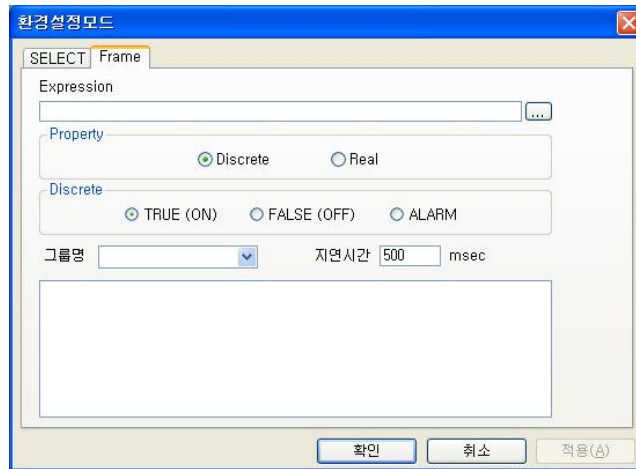 환경설정모드
SELECT Frame
Expression
...
Property
Discrete Real
Discrete
TRUE (ON) FALSE (OFF) ALARM
그룹명 지연시간 500 msec
확인 취소 적용(A)